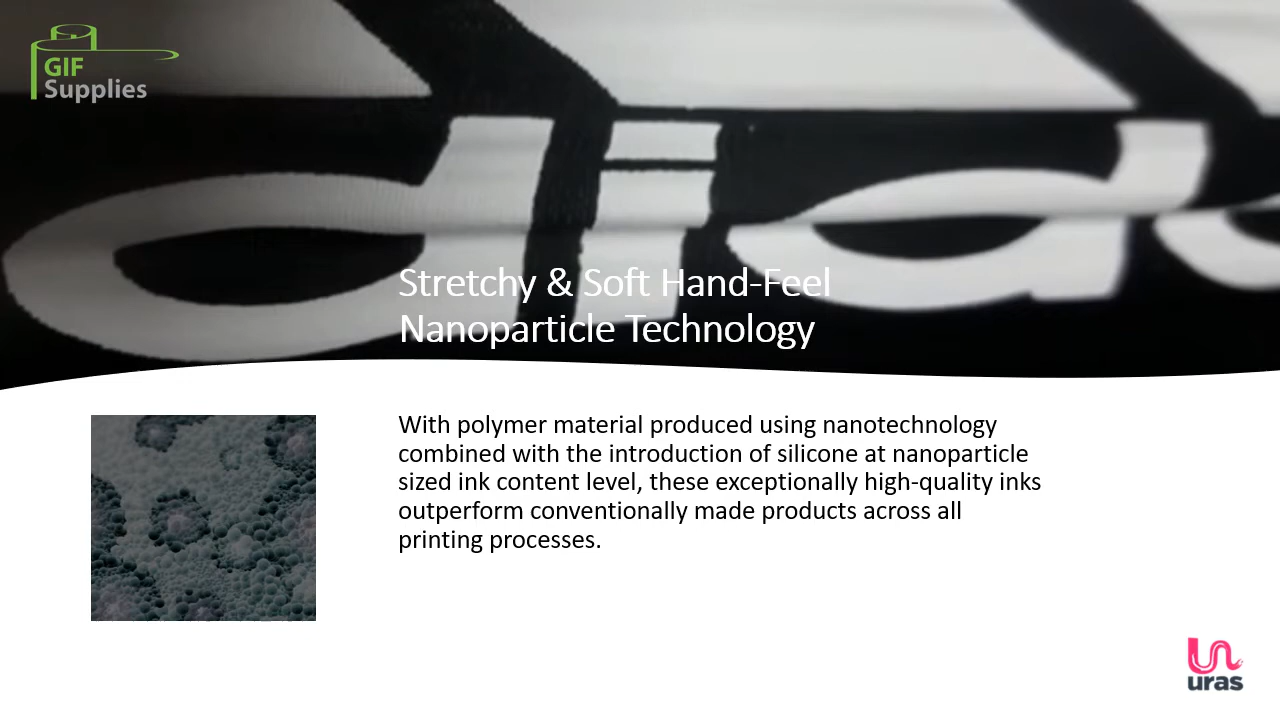 GIF
Supplies
adidas
Stretchy & Soft Hand-Feel
Nanoparticle Technology
With polymer material produced using nanotechnology
combined with the introduction of silicone at nanoparticle
sized ink content level, these exceptionally high-quality inks
outperform conventionally made products across all
printing processes.
uras